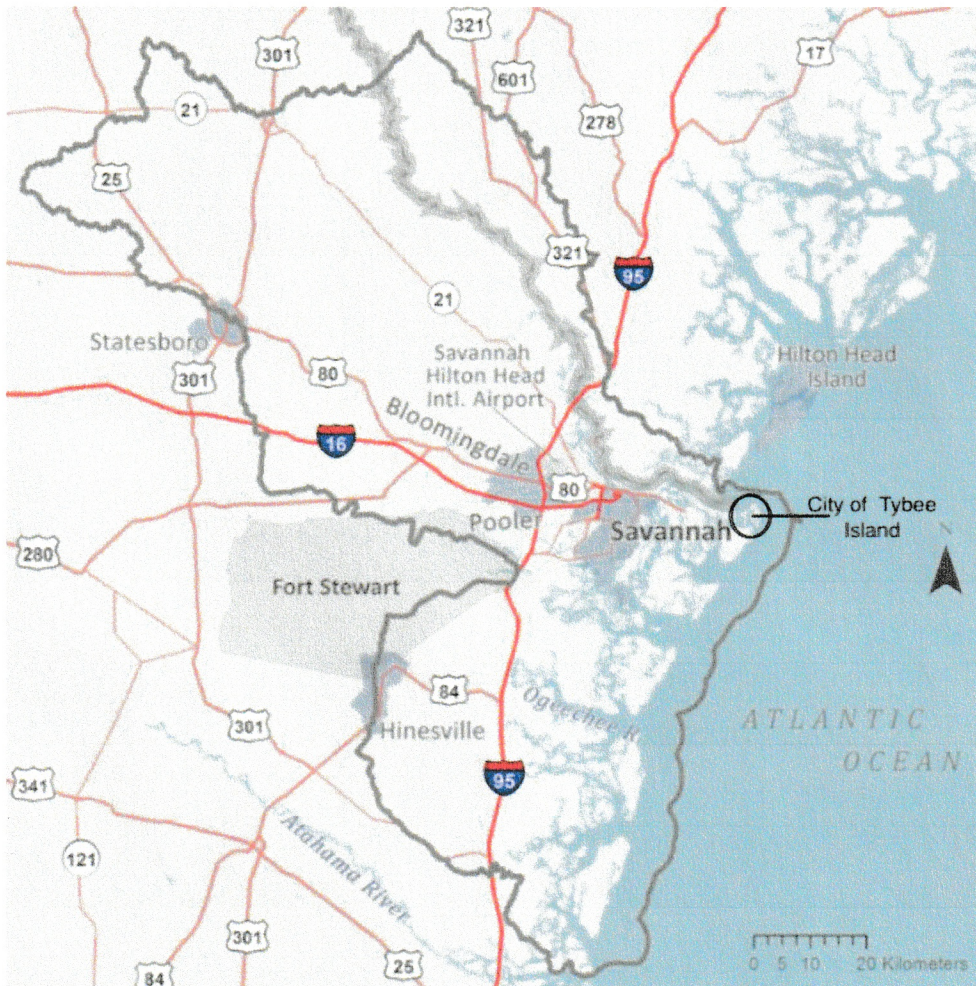 321
301
17
601
21
278
25
321
95
21
Statesboro
Savannah
Hilton Head
Intl. Airport
Hilton Head
Island
301
80
Bloomingdale
16
80
Pooler
Savannah
City of Tybee
Island
N
280
Fort Stewart
84
Ogeechee R.
Hinesville
301
ATLANTIC
OCEAN
95
341
Atahama River
121
301
84
25
0 5 10 20 Kilometers